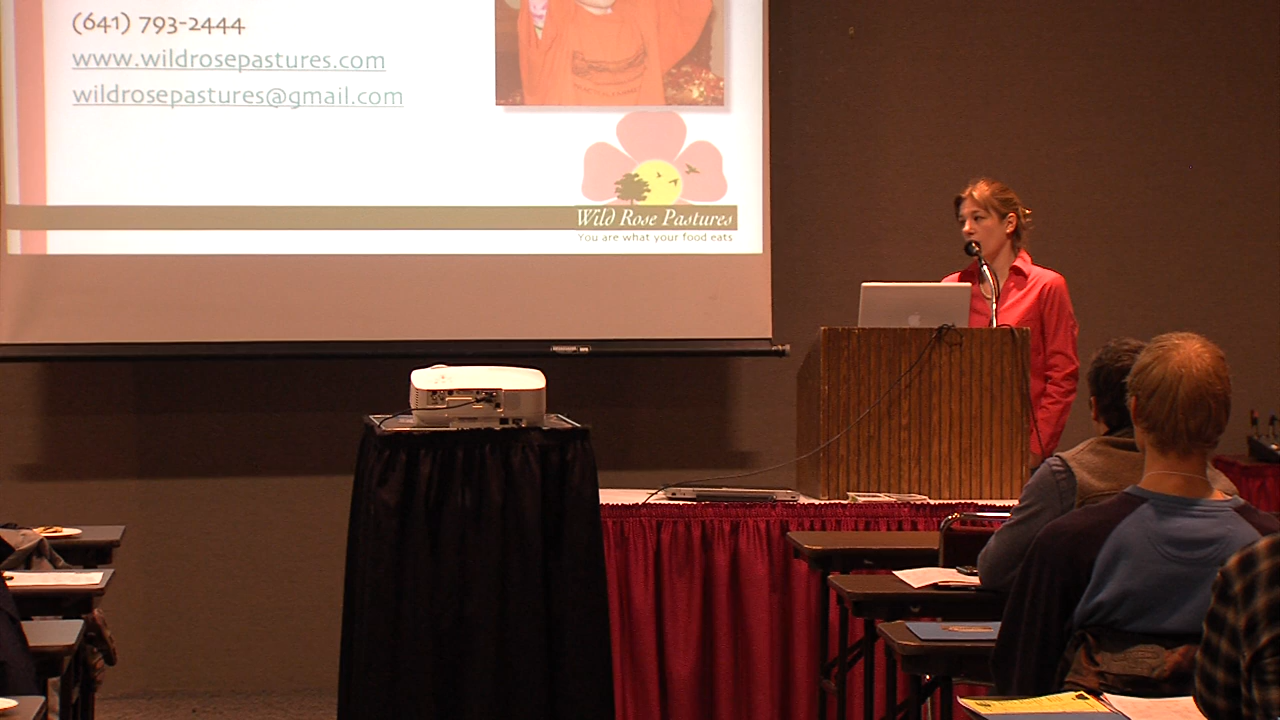 (641) 793-2444
www.wildrosepastures.com
wildrosepastures@gmail.com
Wild Rose Pastures
You are what your food eats